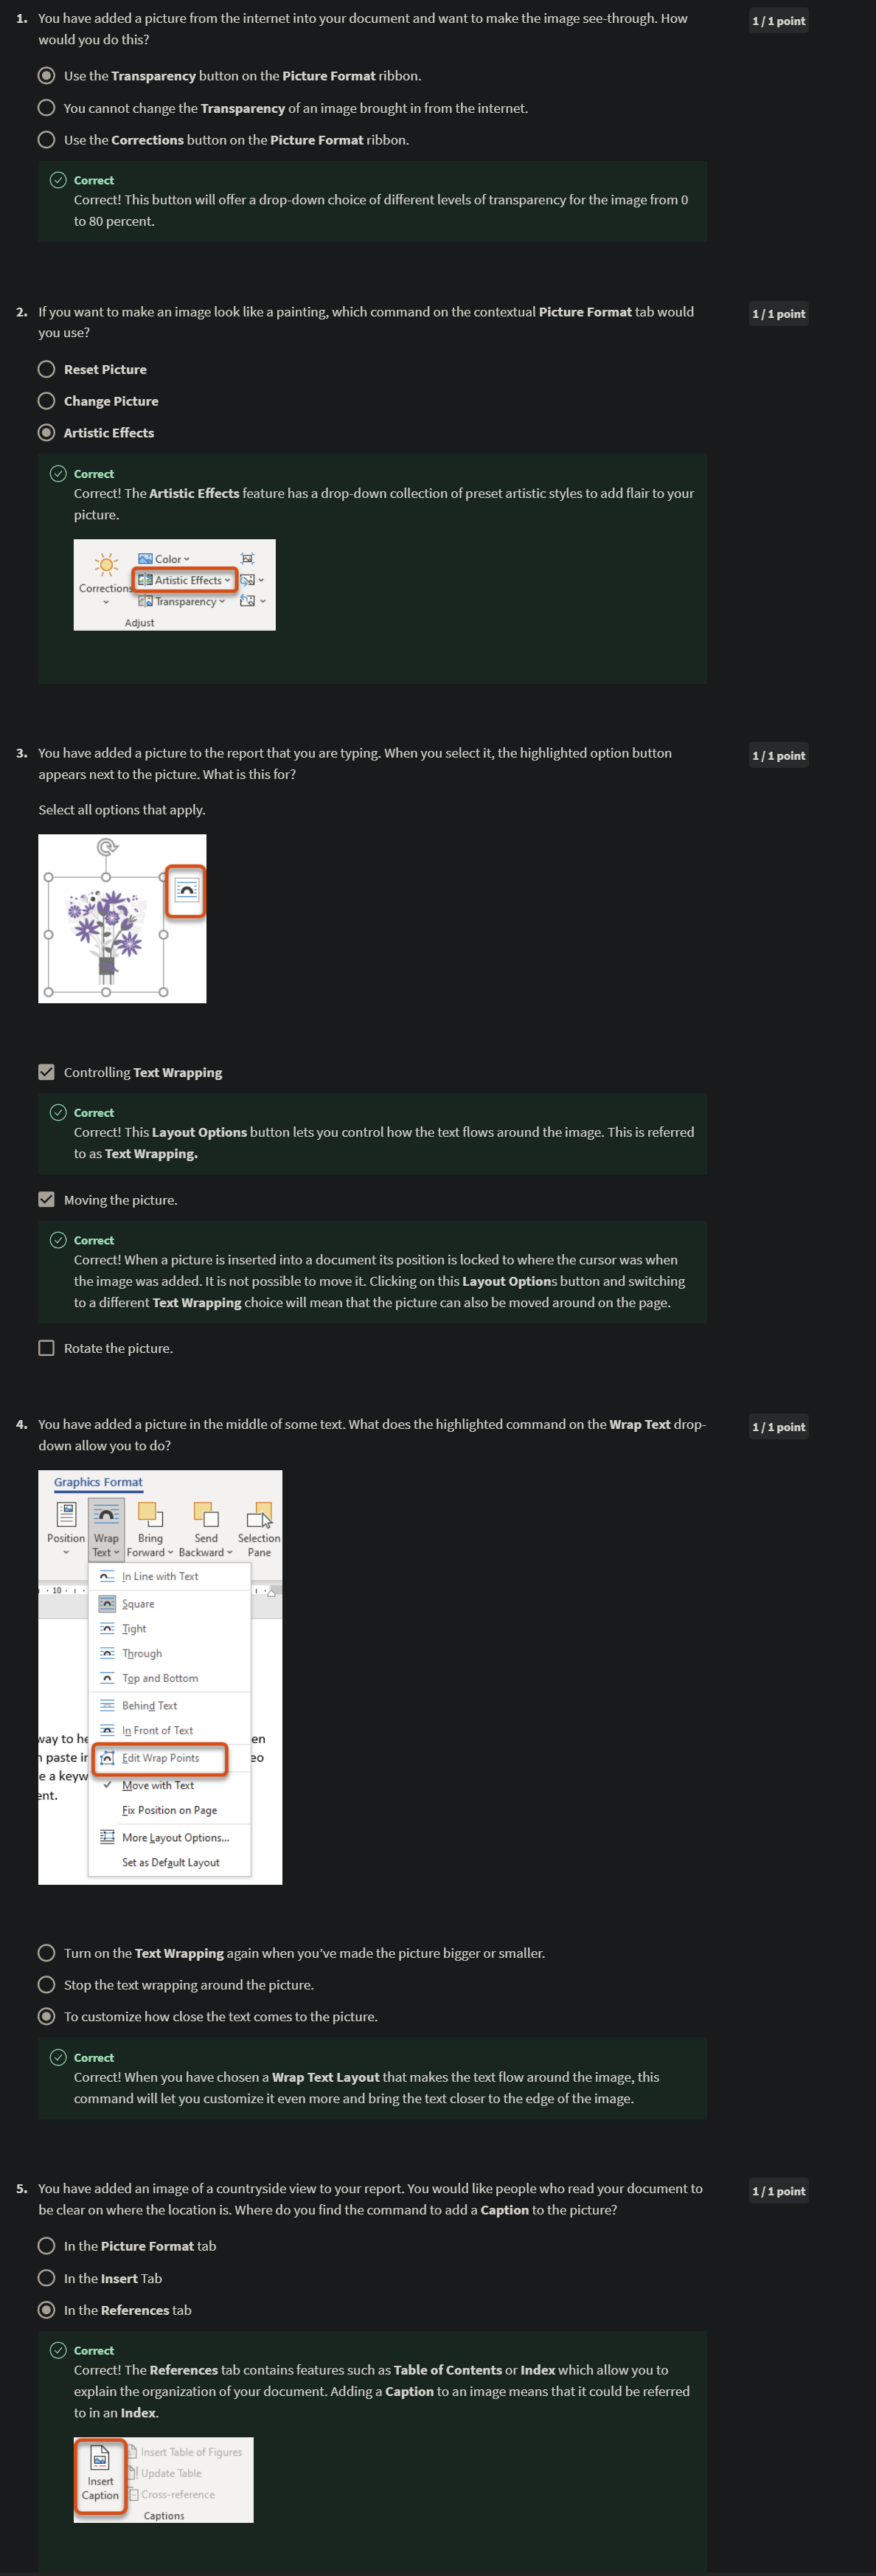 1. You have added a picture from the internet into your document and want to make the image see-through. How
would you do this?
1 / 1 point
Use the Transparency button on the Picture Format ribbon.
You cannot change the Transparency of an image brought in from the internet.
Use the Corrections button on the Picture Format ribbon.
Correct
Correct! This button will offer a drop-down choice of different levels of transparency for the image from 0
to 80 percent.
2. If you want to make an image look like a painting, which command on the contextual Picture Format tab would
you use?
1 / 1 point
Reset Picture
Change Picture
Artistic Effects
Correct
Correct! The Artistic Effects feature has a drop-down collection of preset artistic styles to add flair to your
picture.
Color
Corrections
Artistic Effects
Transparency
Adjust
3. You have added a picture to the report that you are typing. When you select it, the highlighted option button
appears next to the picture. What is this for?
1 / 1 point
Select all options that apply.
Controlling Text Wrapping
Correct
Correct! This Layout Options button lets you control how the text flows around the image. This is referred
to as Text Wrapping.
Moving the picture.
Correct
Correct! When a picture is inserted into a document its position is locked to where the cursor was when
the image was added. It is not possible to move it. Clicking on this Layout Options button and switching
to a different Text Wrapping choice will mean that the picture can also be moved around on the page.
Rotate the picture.
4. You have added a picture in the middle of some text. What does the highlighted command on the Wrap Text drop-
down allow you to do?
1 / 1 point
Graphics Format
Position Wrap Bring Send Selection
Text Forward Backward Pane
In Line with Text
10
Square
Tight
Through
Top and Bottom
Behind Text
In Front of Text
way to he en
Edit Wrap Points
n paste in eo
e a keyw
Move with Text
ent.
Fix Position on Page
More Layout Options...
Set as Default Layout
Turn on the Text Wrapping again when you've made the picture bigger or smaller.
Stop the text wrapping around the picture.
To customize how close the text comes to the picture.
Correct
Correct! When you have chosen a Wrap Text Layout that makes the text flow around the image, this
command will let you customize it even more and bring the text closer to the edge of the image.
5. You have added an image of a countryside view to your report. You would like people who read your document to
be clear on where the location is. Where do you find the command to add a Caption to the picture?
1 / 1 point
In the Picture Format tab
In the Insert Tab
In the References tab
Correct
Correct! The References tab contains features such as Table of Contents or Index which allow you to
explain the organization of your document. Adding a Caption to an image means that it could be referred
to in an Index.
Insert Caption
Insert Table of Figures
Update Table
Cross-reference
Captions